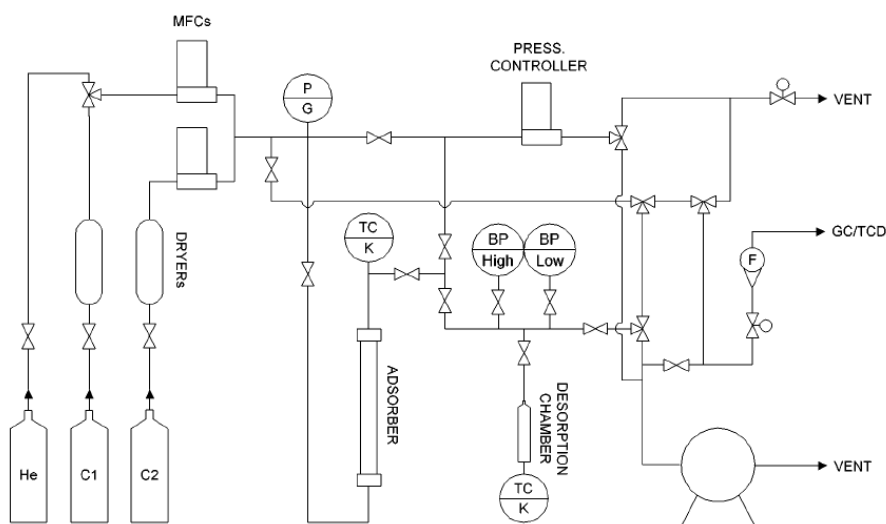 MFCs
PRESS.
CONTROLLER
P
G
VENT
TC
K
BP
High
BP
Low
GC/TCD
F
DRYERs
ADSORBER
DESORPTION
CHAMBER
He
C1
C2
TC
K
VENT